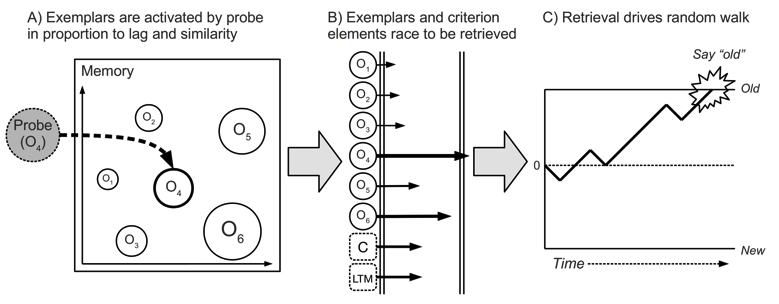 A) Exemplars are activated by probe
in proportion to lag and similarity
B) Exemplars and criterion
elements race to be retrieved
C) Retrieval drives random walk
Memory
Probe
(O4)
O2
O5
O1
O4
O3
O6
O1
O2
O3
O4
O5
O6
C
LTM
Say “old”
Old
0
New
Time